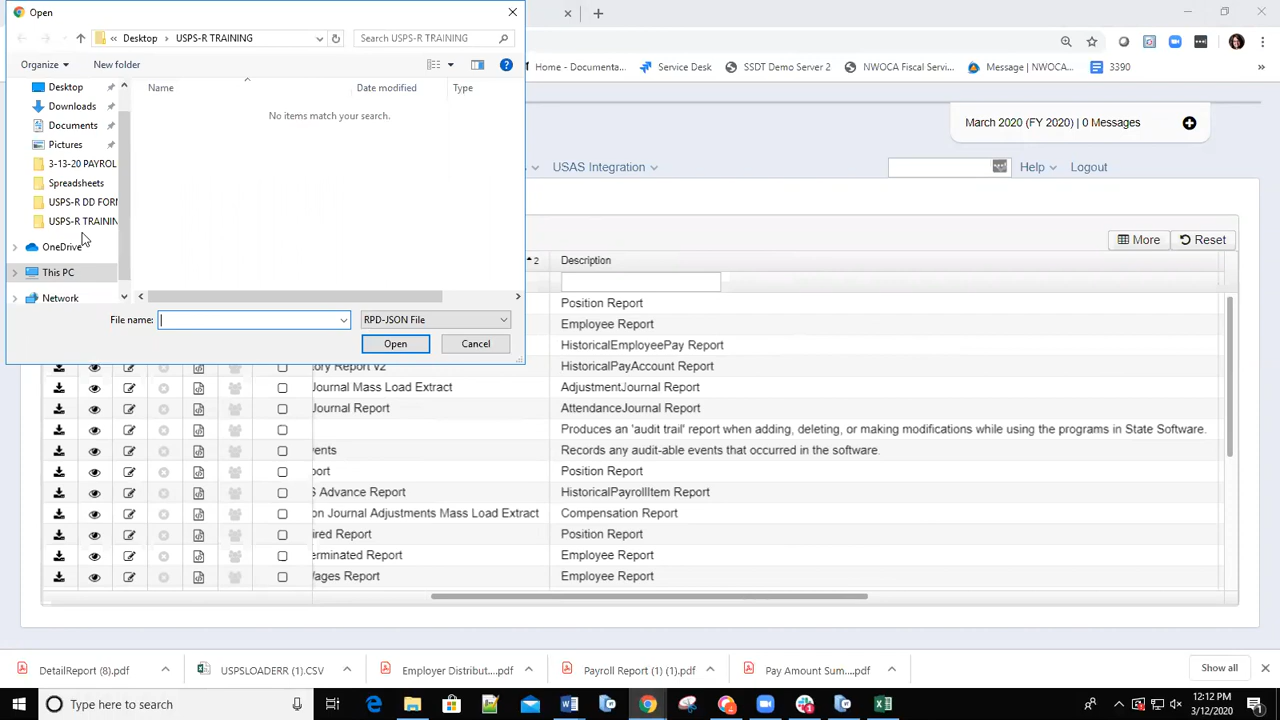 Open
« Desktop › USPS-R TRAINING
Search USPS-R TRAINING
Organize
New folder
?
Desktop
Downloads
Documents
Pictures
3-13-20 PAYROL
Spreadsheets
USPS-R DD FORM
USPS-R TRAININ
OneDrive
This PC
Network
Name
Date modified
Type
No items match your search.
File name:
RPD-JSON File
Open
Cancel
Home - Documenta...
Service Desk
SSDT Demo Server 2
NWOCA Fiscal Servic...
Message | NWOCA...
3390
»
March 2020 (FY 2020) | 0 Messages
USAS Integration
Help
Logout
More
Reset
2
Description
Position Report
Employee Report
HistoricalEmployeePay Report
tory Report v2
HistoricalPayAccount Report
Journal Mass Load Extract
AdjustmentJournal Report
Journal Report
AttendanceJournal Report
Produces an 'audit trail' report when adding, deleting, or making modifications while using the programs in State Software.
vents
Records any audit-able events that occurred in the software.
port
Position Report
S Advance Report
HistoricalPayrollItem Report
on Journal Adjustments Mass Load Extract
Compensation Report
ired Report
Position Report
erminated Report
Employee Report
Wages Report
Employee Report
DetailReport (8).pdf
USPSLOADERR (1).CSV
Employer Distribut....pdf
Payroll Report (1) (1).pdf
Pay Amount Sum....pdf
Show all
Type here to search
12:12 PM
3/12/2020